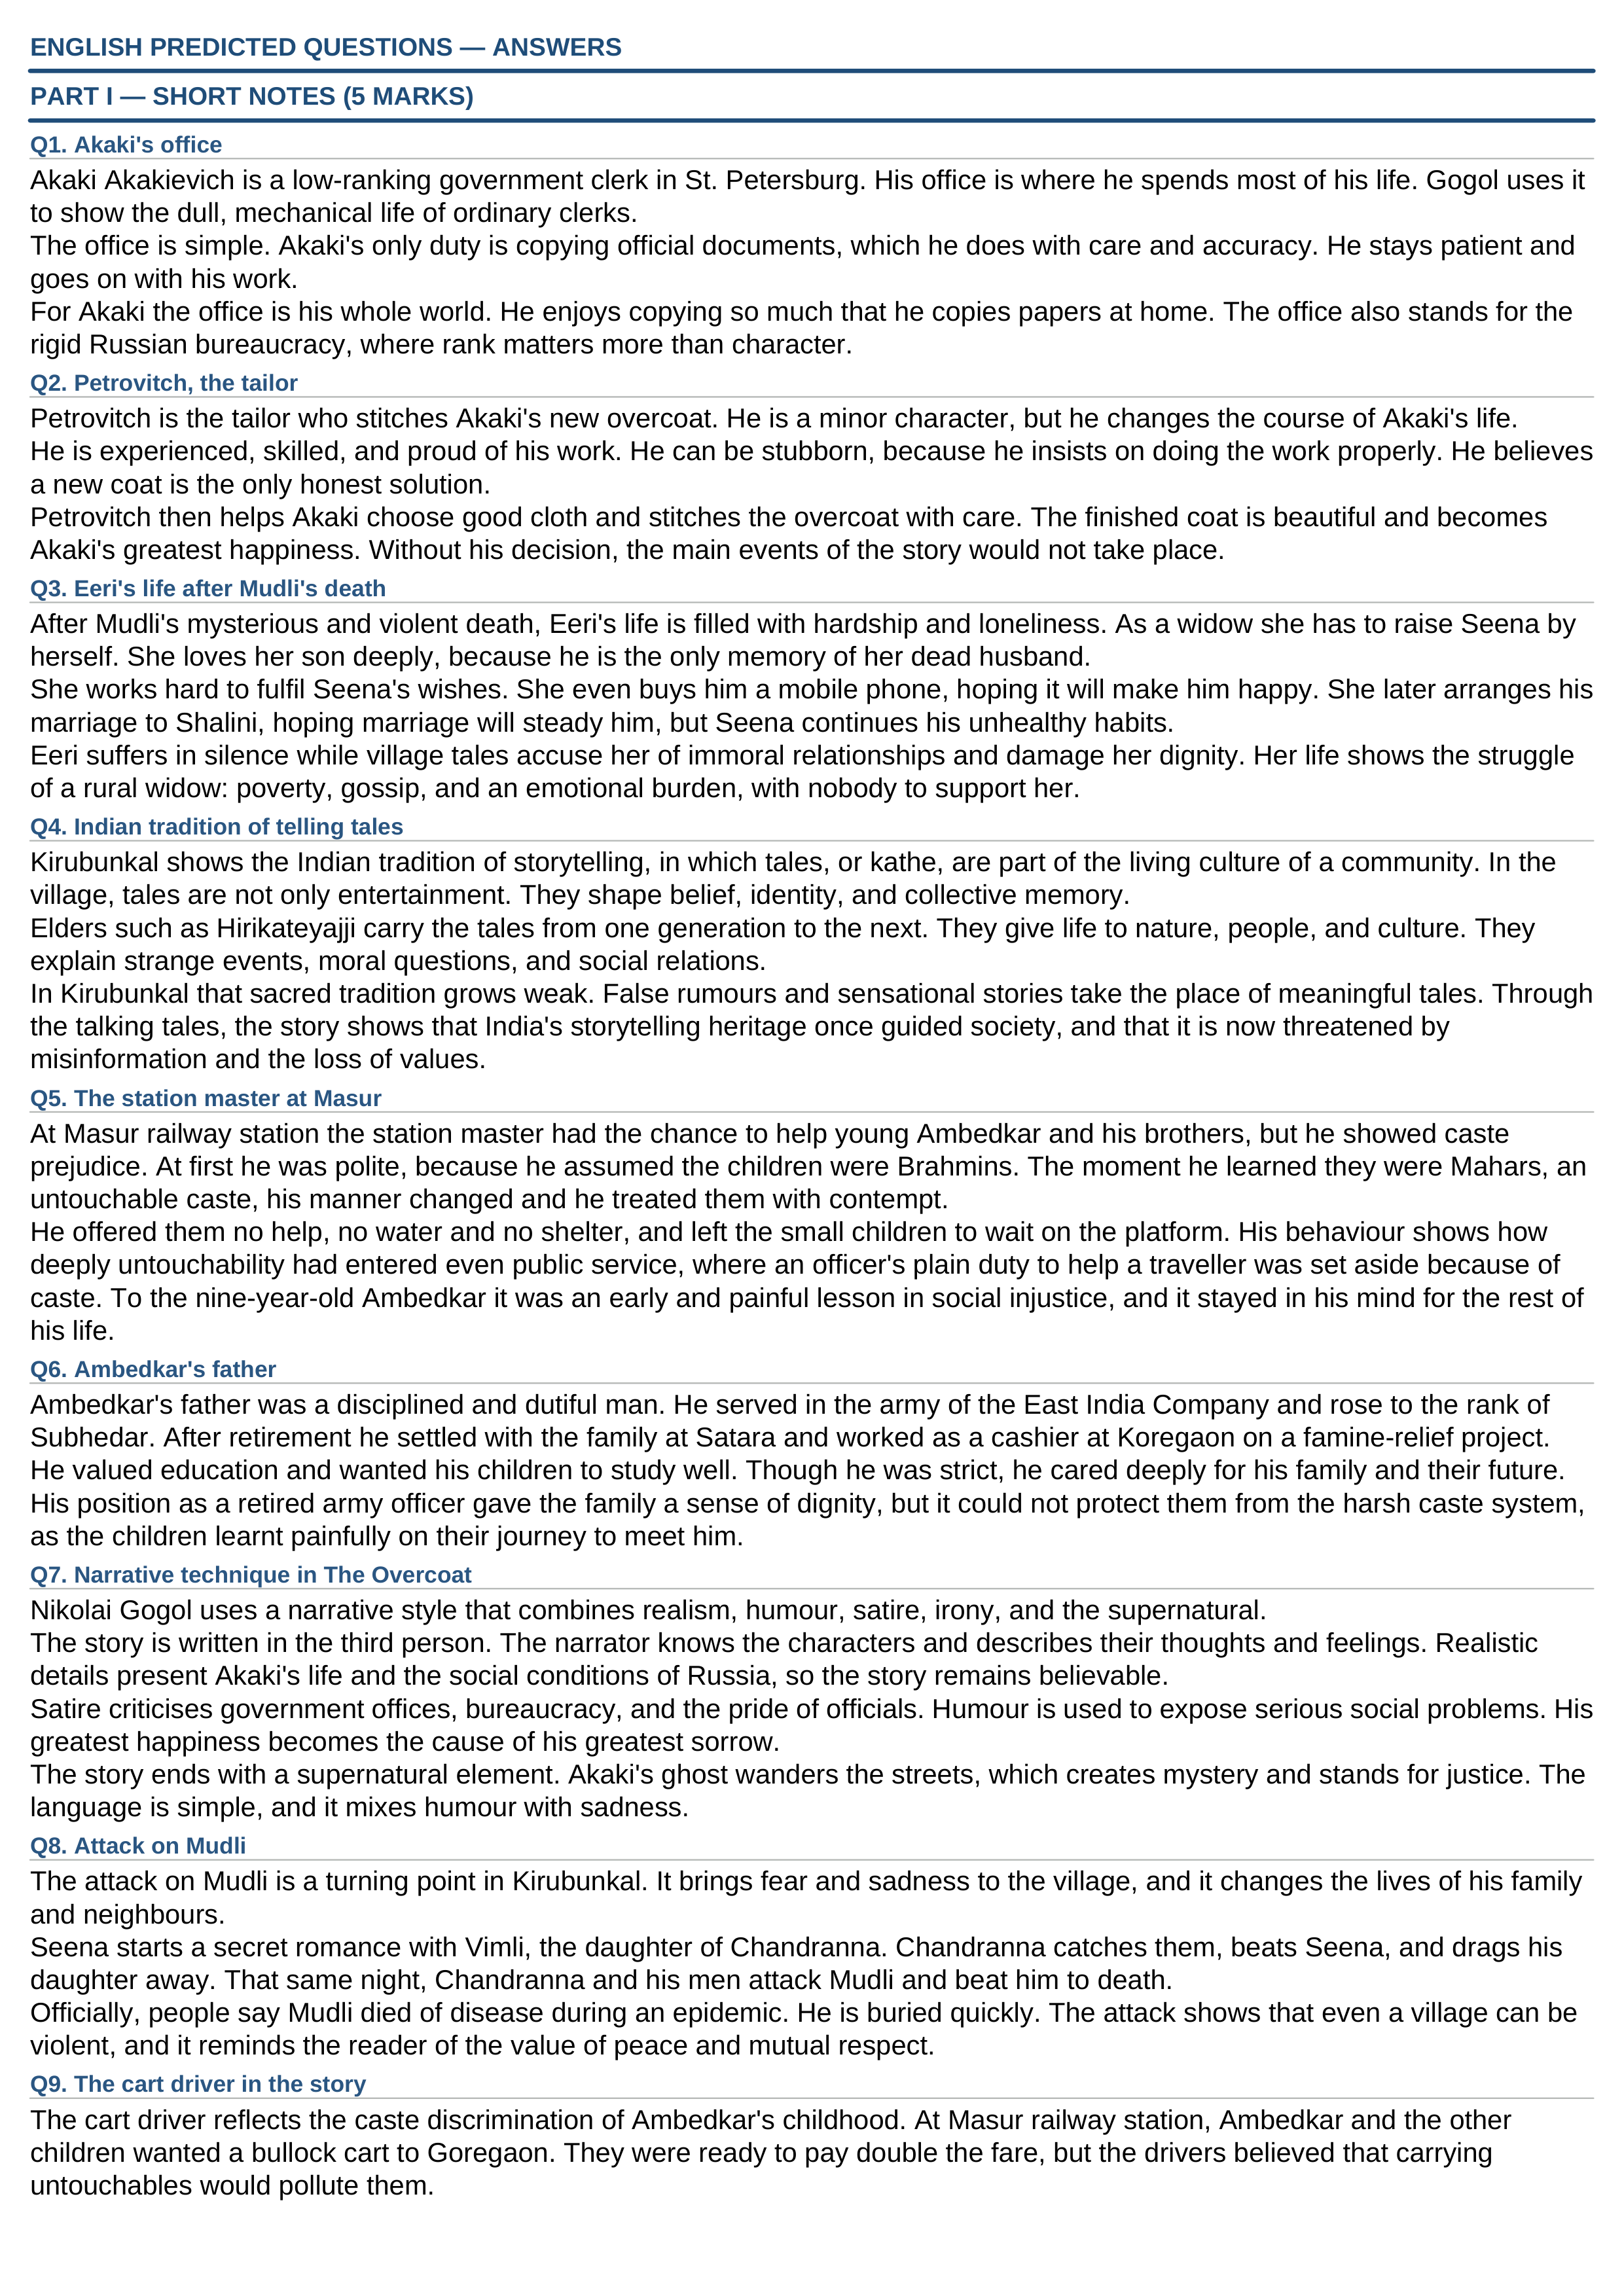 ENGLISH PREDICTED QUESTIONS — ANSWERS
PART I — SHORT NOTES (5 MARKS)
Q1. Akaki's office
Akaki Akakievich is a low-ranking government clerk in St. Petersburg. His office is where he spends most of his life. Gogol uses it
to show the dull, mechanical life of ordinary clerks.
The office is simple. Akaki's only duty is copying official documents, which he does with care and accuracy. He stays patient and
goes on with his work.
For Akaki the office is his whole world. He enjoys copying so much that he copies papers at home. The office also stands for the
rigid Russian bureaucracy, where rank matters more than character.
Q2. Petrovitch, the tailor
Petrovitch is the tailor who stitches Akaki's new overcoat. He is a minor character, but he changes the course of Akaki's life.
He is experienced, skilled, and proud of his work. He can be stubborn, because he insists on doing the work properly. He believes
a new coat is the only honest solution.
Petrovitch then helps Akaki choose good cloth and stitches the overcoat with care. The finished coat is beautiful and becomes
Akaki's greatest happiness. Without his decision, the main events of the story would not take place.
Q3. Eeri's life after Mudli's death
After Mudli's mysterious and violent death, Eeri's life is filled with hardship and loneliness. As a widow she has to raise Seena by
herself. She loves her son deeply, because he is the only memory of her dead husband.
She works hard to fulfil Seena's wishes. She even buys him a mobile phone, hoping it will make him happy. She later arranges his
marriage to Shalini, hoping marriage will steady him, but Seena continues his unhealthy habits.
Eeri suffers in silence while village tales accuse her of immoral relationships and damage her dignity. Her life shows the struggle
of a rural widow: poverty, gossip, and an emotional burden, with nobody to support her.
Q4. Indian tradition of telling tales
Kirubunkal shows the Indian tradition of storytelling, in which tales, or kathe, are part of the living culture of a community. In the
village, tales are not only entertainment. They shape belief, identity, and collective memory.
Elders such as Hirikateyajji carry the tales from one generation to the next. They give life to nature, people, and culture. They
explain strange events, moral questions, and social relations.
In Kirubunkal that sacred tradition grows weak. False rumours and sensational stories take the place of meaningful tales. Through
the talking tales, the story shows that India's storytelling heritage once guided society, and that it is now threatened by
misinformation and the loss of values.
Q5. The station master at Masur
At Masur railway station the station master had the chance to help young Ambedkar and his brothers, but he showed caste
prejudice. At first he was polite, because he assumed the children were Brahmins. The moment he learned they were Mahars, an
untouchable caste, his manner changed and he treated them with contempt.
He offered them no help, no water and no shelter, and left the small children to wait on the platform. His behaviour shows how
deeply untouchability had entered even public service, where an officer's plain duty to help a traveller was set aside because of
caste. To the nine-year-old Ambedkar it was an early and painful lesson in social injustice, and it stayed in his mind for the rest of
his life.
Q6. Ambedkar's father
Ambedkar's father was a disciplined and dutiful man. He served in the army of the East India Company and rose to the rank of
Subhedar. After retirement he settled with the family at Satara and worked as a cashier at Koregaon on a famine-relief project.
He valued education and wanted his children to study well. Though he was strict, he cared deeply for his family and their future.
His position as a retired army officer gave the family a sense of dignity, but it could not protect them from the harsh caste system,
as the children learnt painfully on their journey to meet him.
Q7. Narrative technique in The Overcoat
Nikolai Gogol uses a narrative style that combines realism, humour, satire, irony, and the supernatural.
The story is written in the third person. The narrator knows the characters and describes their thoughts and feelings. Realistic
details present Akaki's life and the social conditions of Russia, so the story remains believable.
Satire criticises government offices, bureaucracy, and the pride of officials. Humour is used to expose serious social problems. His
greatest happiness becomes the cause of his greatest sorrow.
The story ends with a supernatural element. Akaki's ghost wanders the streets, which creates mystery and stands for justice. The
language is simple, and it mixes humour with sadness.
Q8. Attack on Mudli
The attack on Mudli is a turning point in Kirubunkal. It brings fear and sadness to the village, and it changes the lives of his family
and neighbours.
Seena starts a secret romance with Vimli, the daughter of Chandranna. Chandranna catches them, beats Seena, and drags his
daughter away. That same night, Chandranna and his men attack Mudli and beat him to death.
Officially, people say Mudli died of disease during an epidemic. He is buried quickly. The attack shows that even a village can be
violent, and it reminds the reader of the value of peace and mutual respect.
Q9. The cart driver in the story
The cart driver reflects the caste discrimination of Ambedkar's childhood. At Masur railway station, Ambedkar and the other
children wanted a bullock cart to Goregaon. They were ready to pay double the fare, but the drivers believed that carrying
untouchables would pollute them.